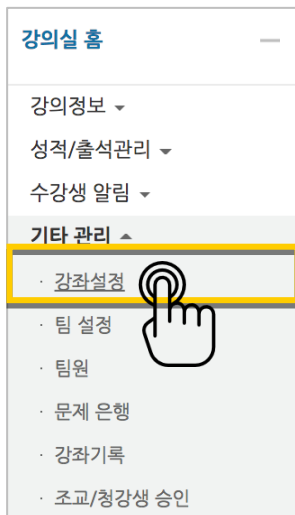 강의실 홈
강의정보
성적/출석관리
수강생 알림
기타 관리
· 강좌설정
· 팀 설정
· 팀원
· 문제 은행
· 강좌기록
· 조교/청강생 승인